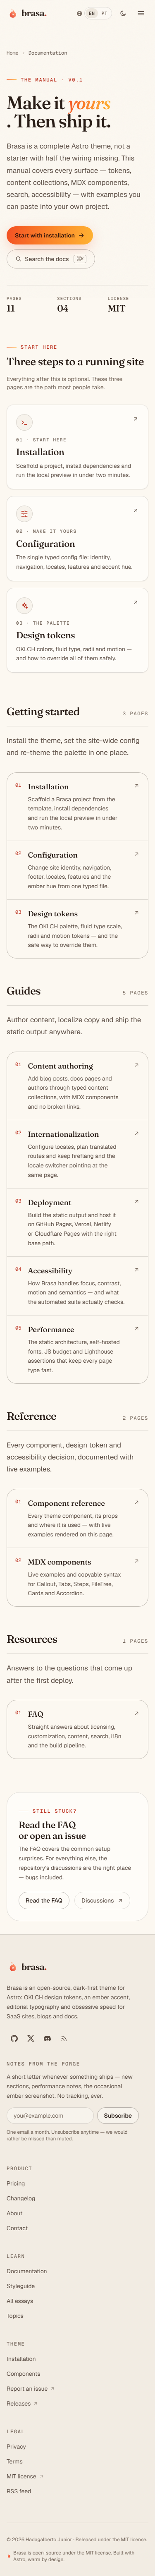 brasa.
EN PT
Home › Documentation
THE MANUAL · V0.1
Make it yours
. Then ship it.
Brasa is a complete Astro theme, not a
starter with half the wiring missing. This
manual covers every surface — tokens,
content collections, MDX components,
search, accessibility — with examples you
can paste into your own project.
Start with installation →
Search the docs ⌘K
PAGES SECTIONS LICENSE
11 04 MIT
START HERE
Three steps to a running site
Everything after this is optional. These three
pages are the path most people take.
01 · START HERE
Installation
Scaffold a project, install dependencies and
run the local preview in under two minutes.
02 · MAKE IT YOURS
Configuration
The single typed config file: identity,
navigation, locales, features and accent hue.
03 · THE PALETTE
Design tokens
OKLCH colors, fluid type, radii and motion —
and how to override all of them safely.
Getting started 3 PAGES
Install the theme, set the site-wide config
and re-theme the palette in one place.
01 Installation
Scaffold a Brasa project from the
template, install dependencies
and run the local preview in under
two minutes.
02 Configuration
Change site identity, navigation,
footer, locales, features and the
ember hue from one typed file.
03 Design tokens
The OKLCH palette, fluid type scale,
radii and motion tokens — and the
safe way to override them.
Guides 5 PAGES
Author content, localize copy and ship the
static output anywhere.
01 Content authoring
Add blog posts, docs pages and
authors through typed content
collections, with MDX components
and no broken links.
02 Internationalization
Configure locales, plan translated
routes and keep hreflang and the
locale switcher pointing at the
same page.
03 Deployment
Build the static output and host it
on GitHub Pages, Vercel, Netlify
or Cloudflare Pages with the right
base path.
04 Accessibility
How Brasa handles focus, contrast,
motion and semantics — and what
the automated suite actually checks.
05 Performance
The static architecture, self-hosted
fonts, JS budget and Lighthouse
assertions that keep every page
type fast.
Reference 2 PAGES
Every component, design token and
accessibility decision, documented with
live examples.
01 Component reference
Every theme component, its props
and where it is used — with live
examples rendered on this page.
02 MDX components
Live examples and copyable syntax
for Callout, Tabs, Steps, FileTree,
Cards and Accordion.
Resources 1 PAGES
Answers to the questions that come up
after the first deploy.
01 FAQ
Straight answers about licensing,
customization, content, search, i18n
and the build pipeline.
STILL STUCK?
Read the FAQ
or open an issue
The FAQ covers the common setup
surprises. For everything else, the
repository's discussions are the right place
— bugs included.
Read the FAQ Discussions ↗
brasa.
Brasa is an open-source, dark-first theme for
Astro: OKLCH design tokens, an ember accent,
editorial typography and obsessive speed for
SaaS sites, blogs and docs.
NOTES FROM THE FORGE
A short letter whenever something ships — new
sections, performance notes, the occasional
ember screenshot. No tracking, ever.
you@example.com Subscribe
One email a month. Unsubscribe anytime — we would
rather be missed than muted.
PRODUCT
Pricing
Changelog
About
Contact
LEARN
Documentation
Styleguide
All essays
Topics
THEME
Installation
Components
Report an issue ↗
Releases ↗
LEGAL
Privacy
Terms
MIT license ↗
RSS feed
© 2026 Hadagalberto Junior · Released under the MIT license.
Brasa is open-source under the MIT license. Built with
Astro, warm by design.